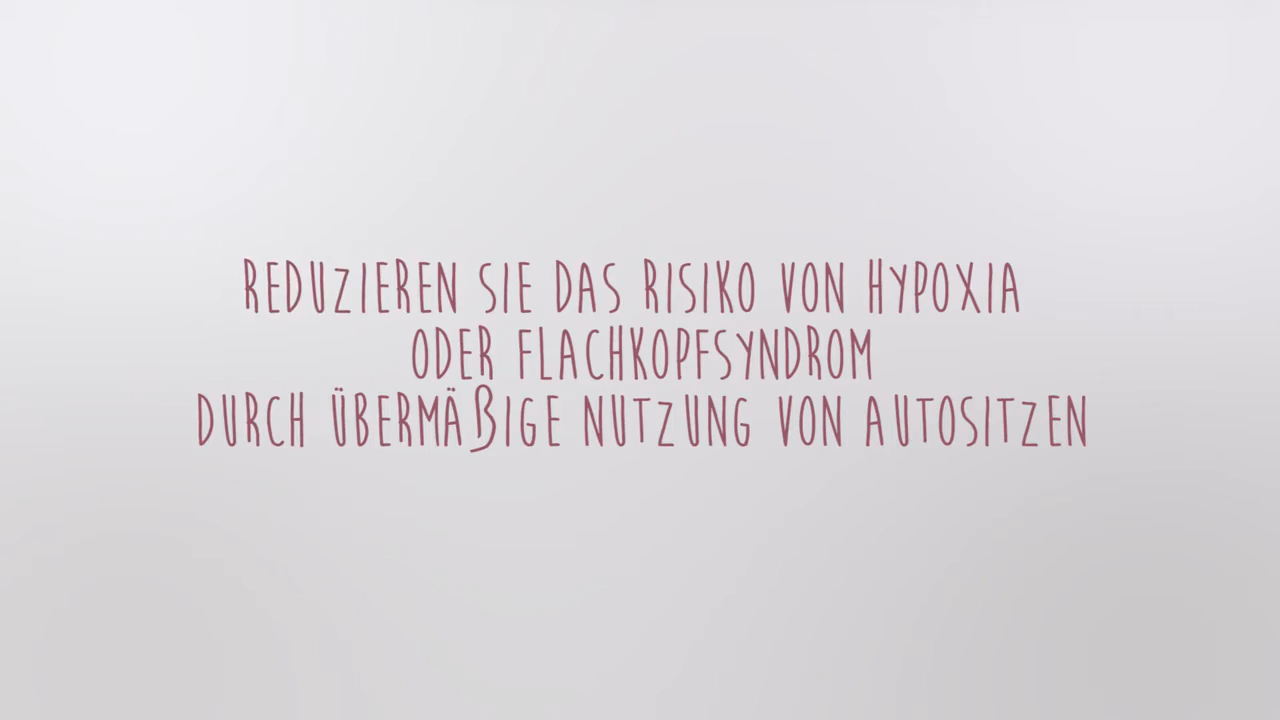 REDUZIEREN SIE DAS RISIKO VON HYPOXIA
ODER FLACHKOPFSYNDROM
DURCH ÜBERMÄßIGE NUTZUNG VON AUTOSITZEN